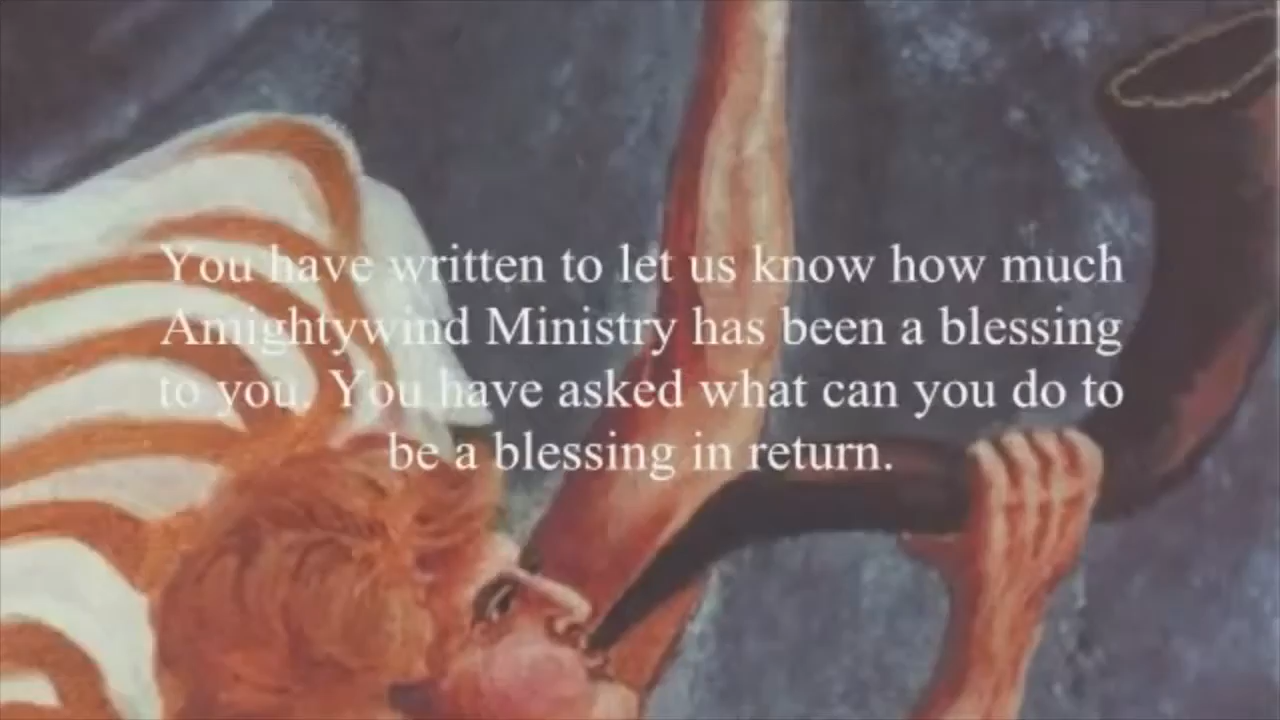 You have written to let us know how much
Amightywind Ministry has been a blessing
to you. You have asked what can you do to
be a blessing in return.